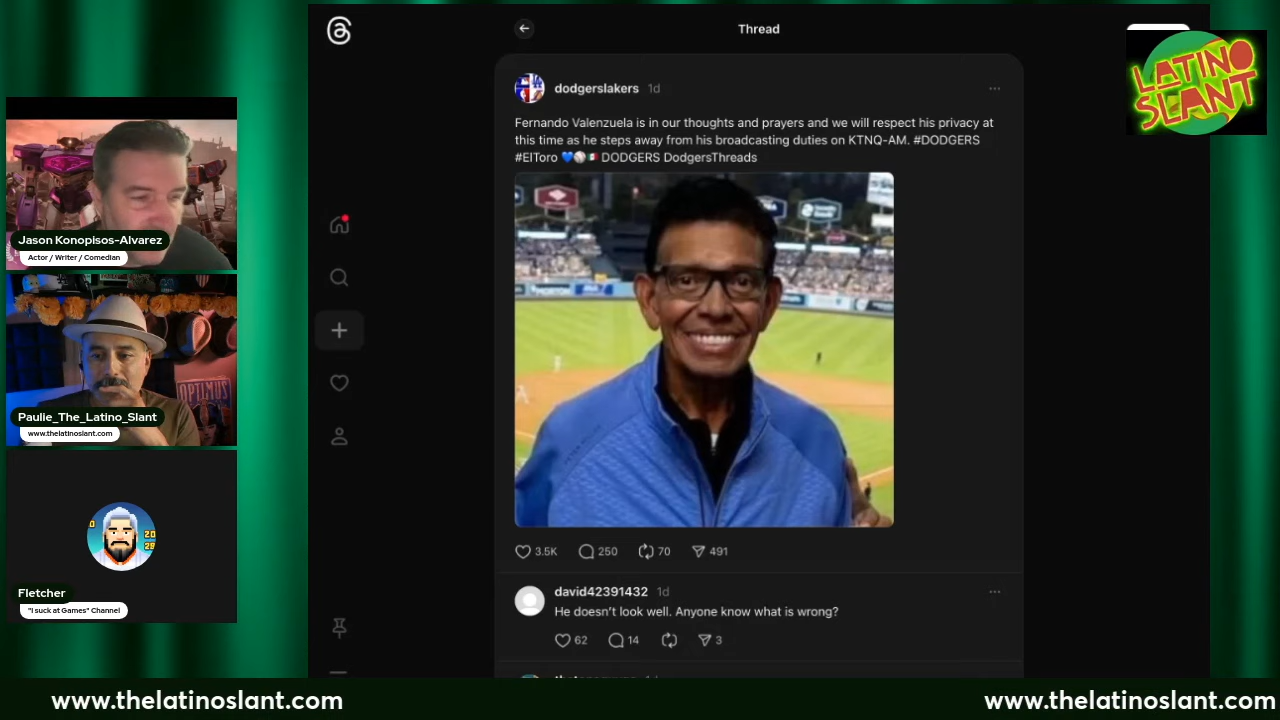 Thread
LATINO
SLANT
dodgerslakers 1d
Fernando Valenzuela is in our thoughts and prayers and we will respect his privacy at
this time as he steps away from his broadcasting duties on KTNQ-AM. #DODGERS
#ElToro 💙⚾🇲🇽 DODGERS DodgersThreads
3.5K 250 70 491
david42391432 1d
He doesn't look well. Anyone know what is wrong?
62 14 3
Jason Konopisos-Alvarez
Actor / Writer / Comedian
OPTIMUS
Paulie_The_Latino_Slant
www.thelatinoslant.com
Fletcher
"I suck at Games" Channel
www.thelatinoslant.com
www.thelatinoslant.com